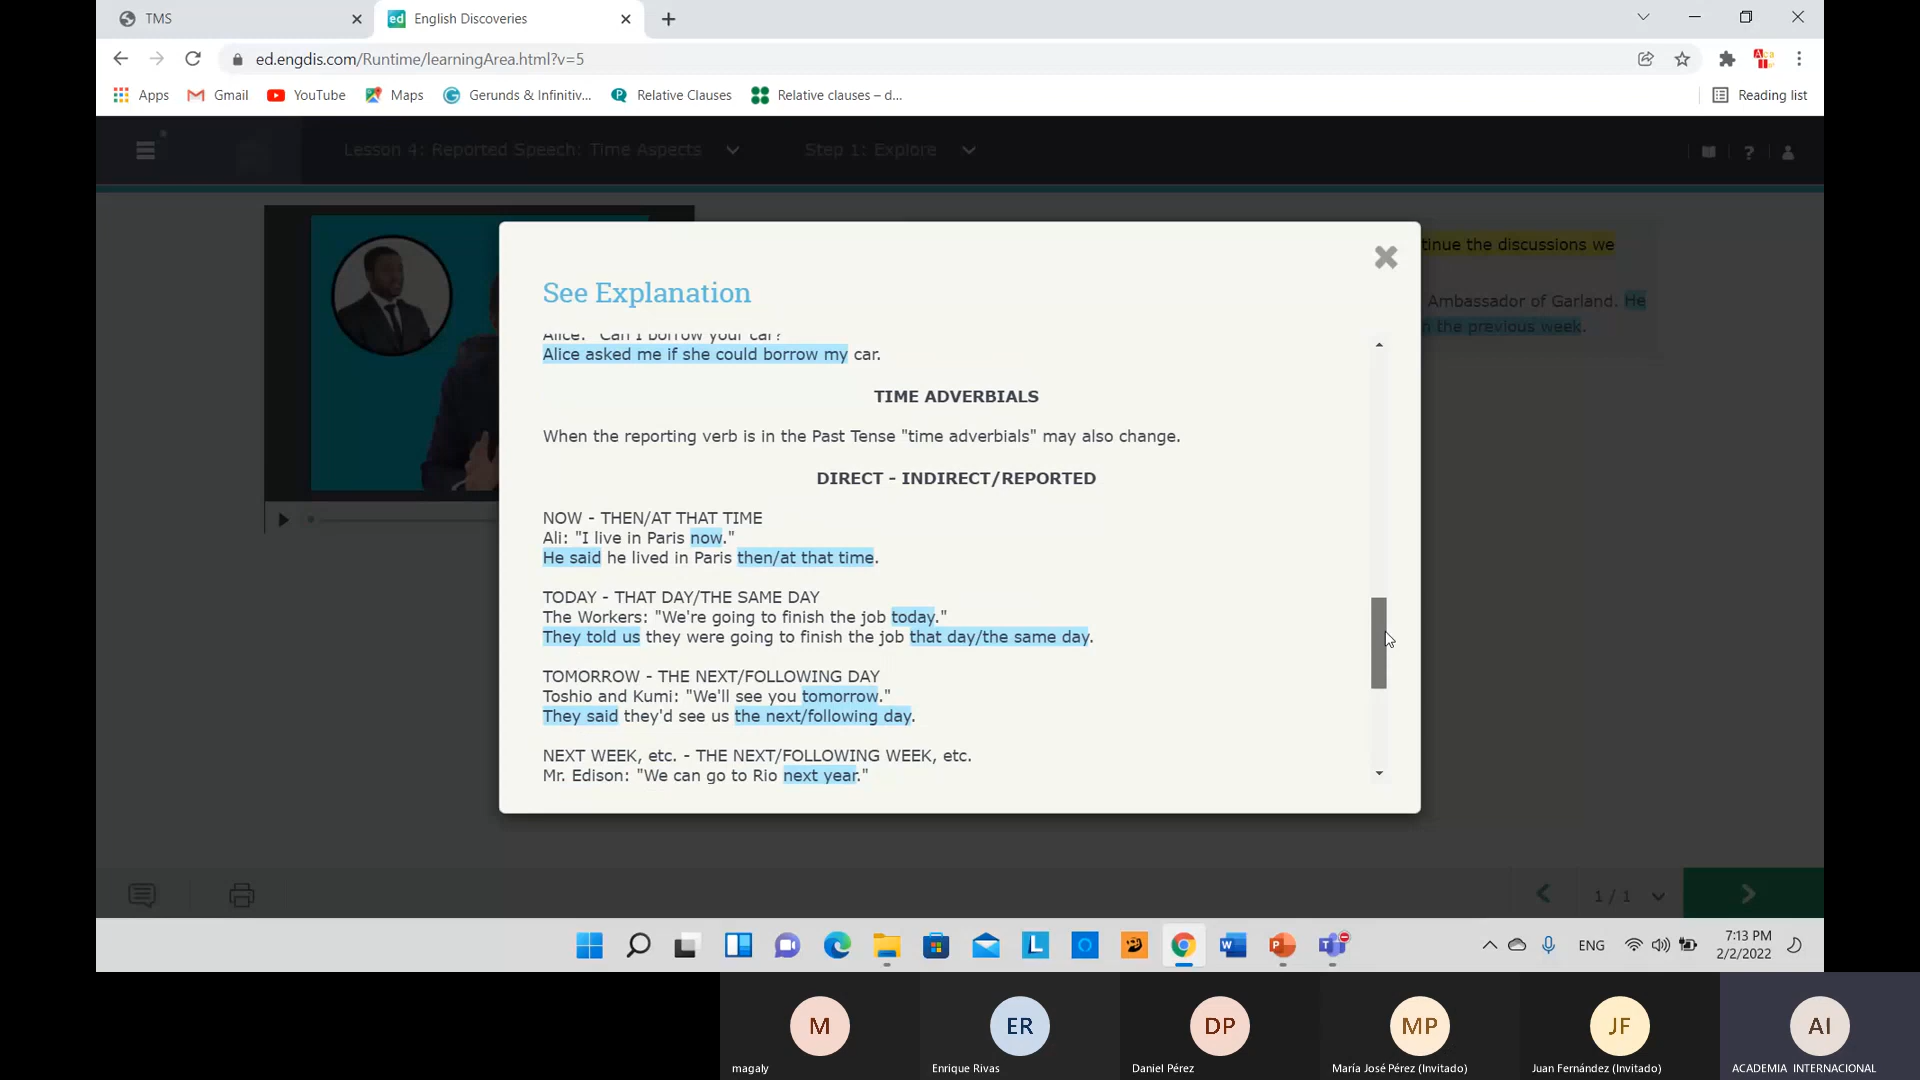 TMS
English Discoveries
ed.engdis.com/Runtime/learningArea.html?v=5
Apps Gmail YouTube Maps Gerunds & Infinitiv... Relative Clauses Relative clauses – d... Reading list
Lesson 4: Reported Speech: Time Aspects Step 1: Explore
tinue the discussions we
Ambassador of Garland. He
the previous week.
See Explanation
Alice: "Can I borrow your car?
Alice asked me if she could borrow my car.
TIME ADVERBIALS
When the reporting verb is in the Past Tense "time adverbials" may also change.
DIRECT - INDIRECT/REPORTED
NOW - THEN/AT THAT TIME
Ali: "I live in Paris now."
He said he lived in Paris then/at that time.
TODAY - THAT DAY/THE SAME DAY
The Workers: "We're going to finish the job today."
They told us they were going to finish the job that day/the same day.
TOMORROW - THE NEXT/FOLLOWING DAY
Toshio and Kumi: "We'll see you tomorrow."
They said they'd see us the next/following day.
NEXT WEEK, etc. - THE NEXT/FOLLOWING WEEK, etc.
Mr. Edison: "We can go to Rio next year."
1 / 1
ENG
7:13 PM
2/2/2022
M
magaly
ER
Enrique Rivas
DP
Daniel Pérez
MP
María José Pérez (Invitado)
JF
Juan Fernández (Invitado)
AI
ACADEMIA INTERNACIONAL